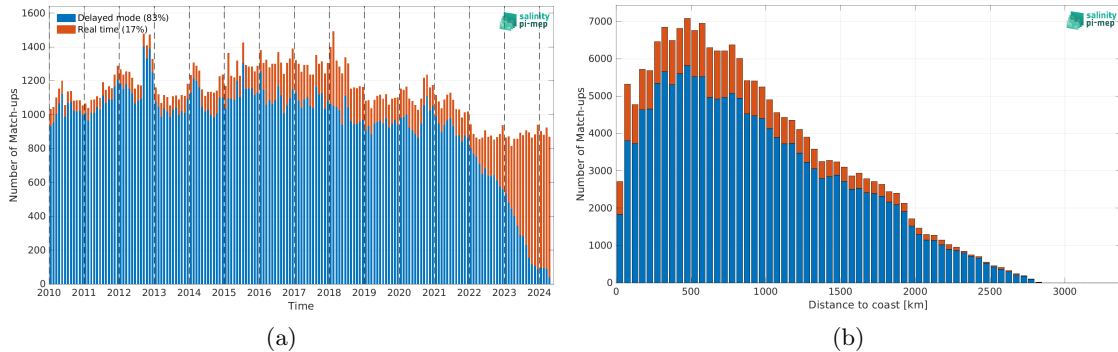 Delayed mode (83%)
Real time (17%)
salinity
pi-mep
1600
1400
1200
1000
800
600
400
200
0
Number of Match-ups
2010 2011 2012 2013 2014 2015 2016 2017 2018 2019 2020 2021 2022 2023 2024
Time
(a)
salinity
pi-mep
7000
6000
5000
4000
3000
2000
1000
0
Number of Match-ups
0 500 1000 1500 2000 2500 3000
Distance to coast [km]
(b)